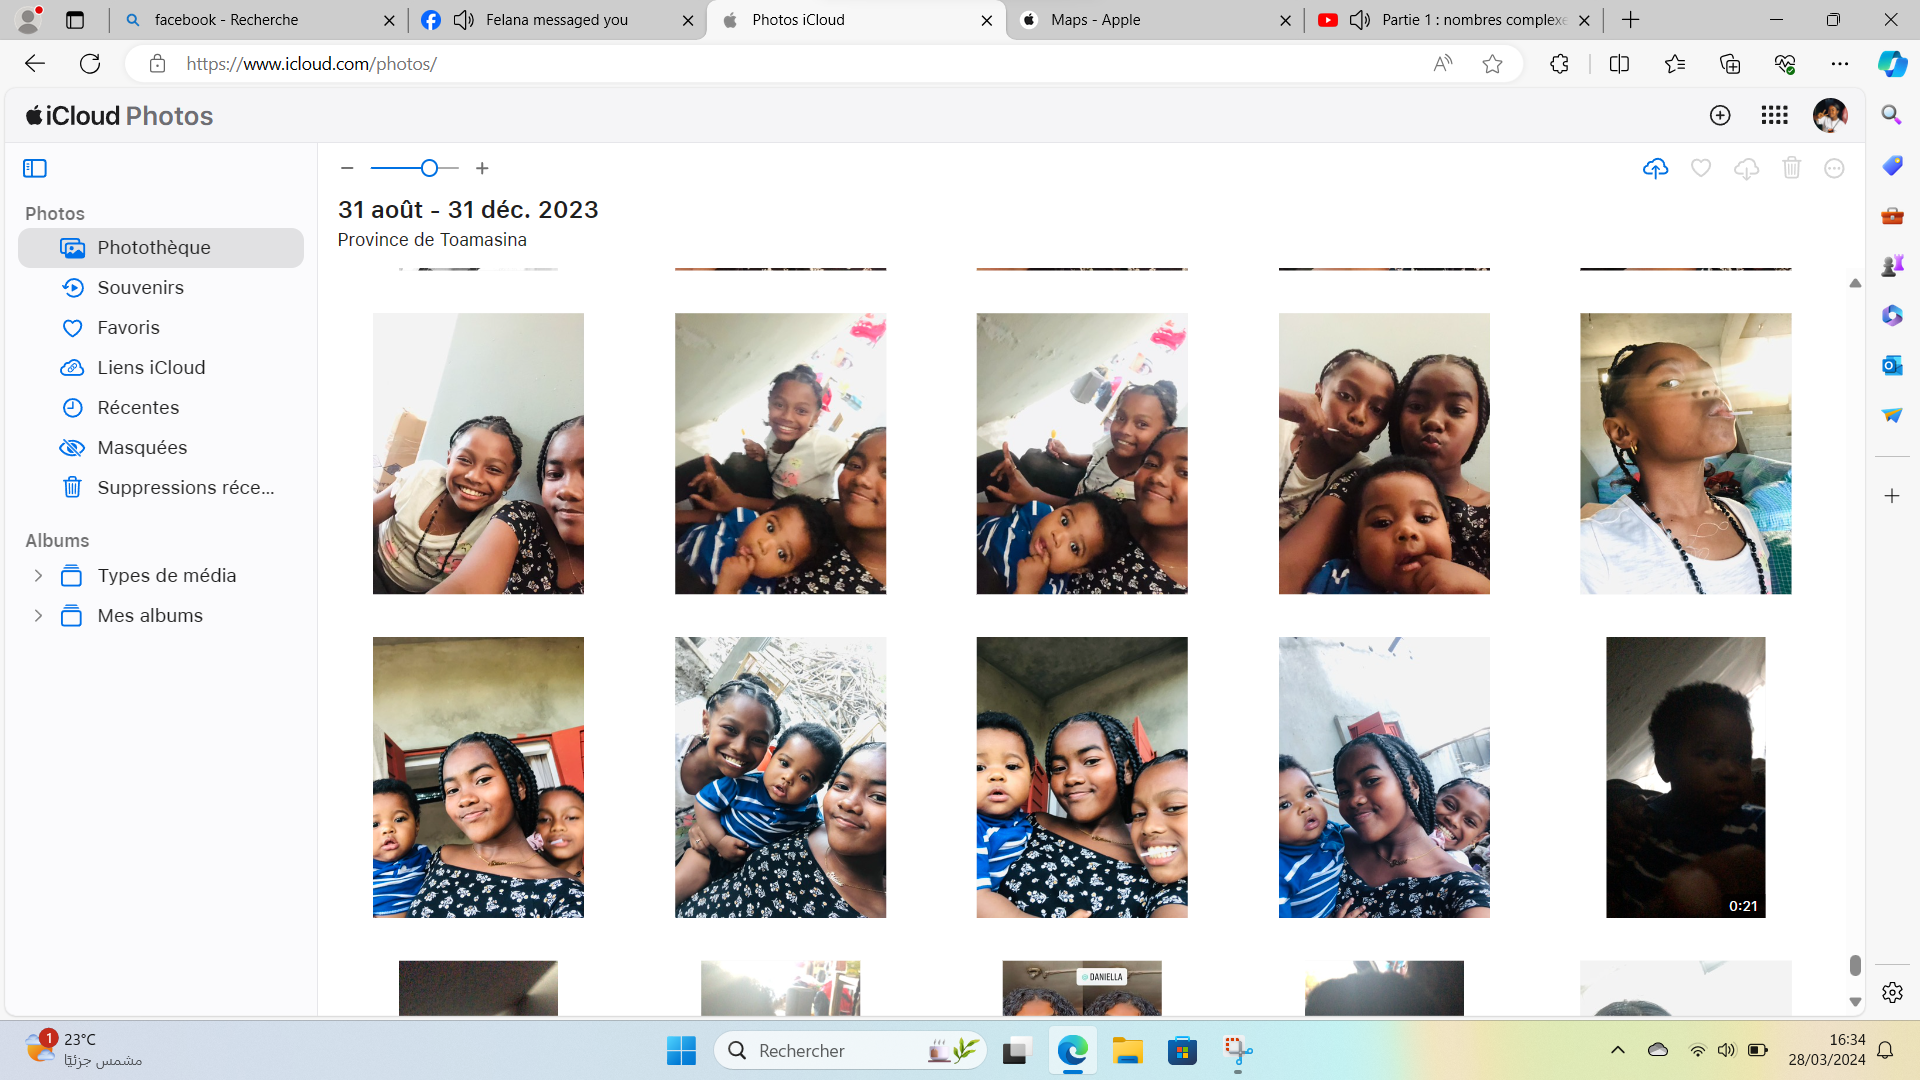 facebook - Recherche
Felana messaged you
Photos iCloud
Maps - Apple
Partie 1 : nombres complexe
https://www.icloud.com/photos/
iCloud Photos
31 août - 31 déc. 2023
Province de Toamasina
Photos
Photothèque
Souvenirs
Favoris
Liens iCloud
Récentes
Masquées
Suppressions réce...
Albums
Types de média
Mes albums
0:21
DANIELLA
1
23°C
مشمس جزئيًا
Rechercher
16:34
28/03/2024